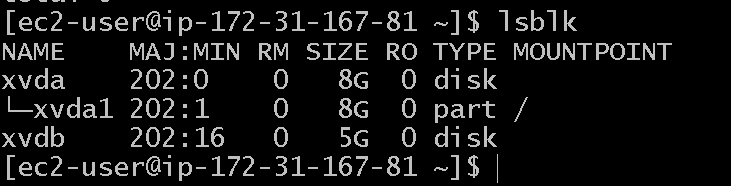 [ec2-user@ip-172-31-167-81 ~]$ lsblk
NAME    MAJ:MIN RM SIZE RO TYPE MOUNTPOINT
xvda    202:0    0   8G  0 disk
└─xvda1 202:1    0   8G  0 part /
xvdb    202:16   0   5G  0 disk
[ec2-user@ip-172-31-167-81 ~]$